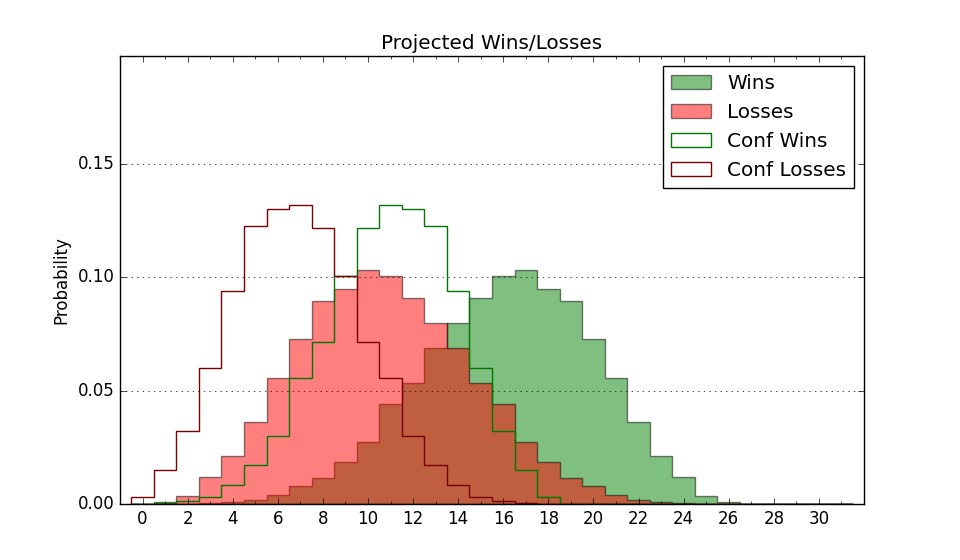 Projected Wins/Losses
Wins
Losses
Conf Wins
Conf Losses
Probability
0.15
0.10
0.05
0.00
0 2 4 6 8 10 12 14 16 18 20 22 24 26 28 30